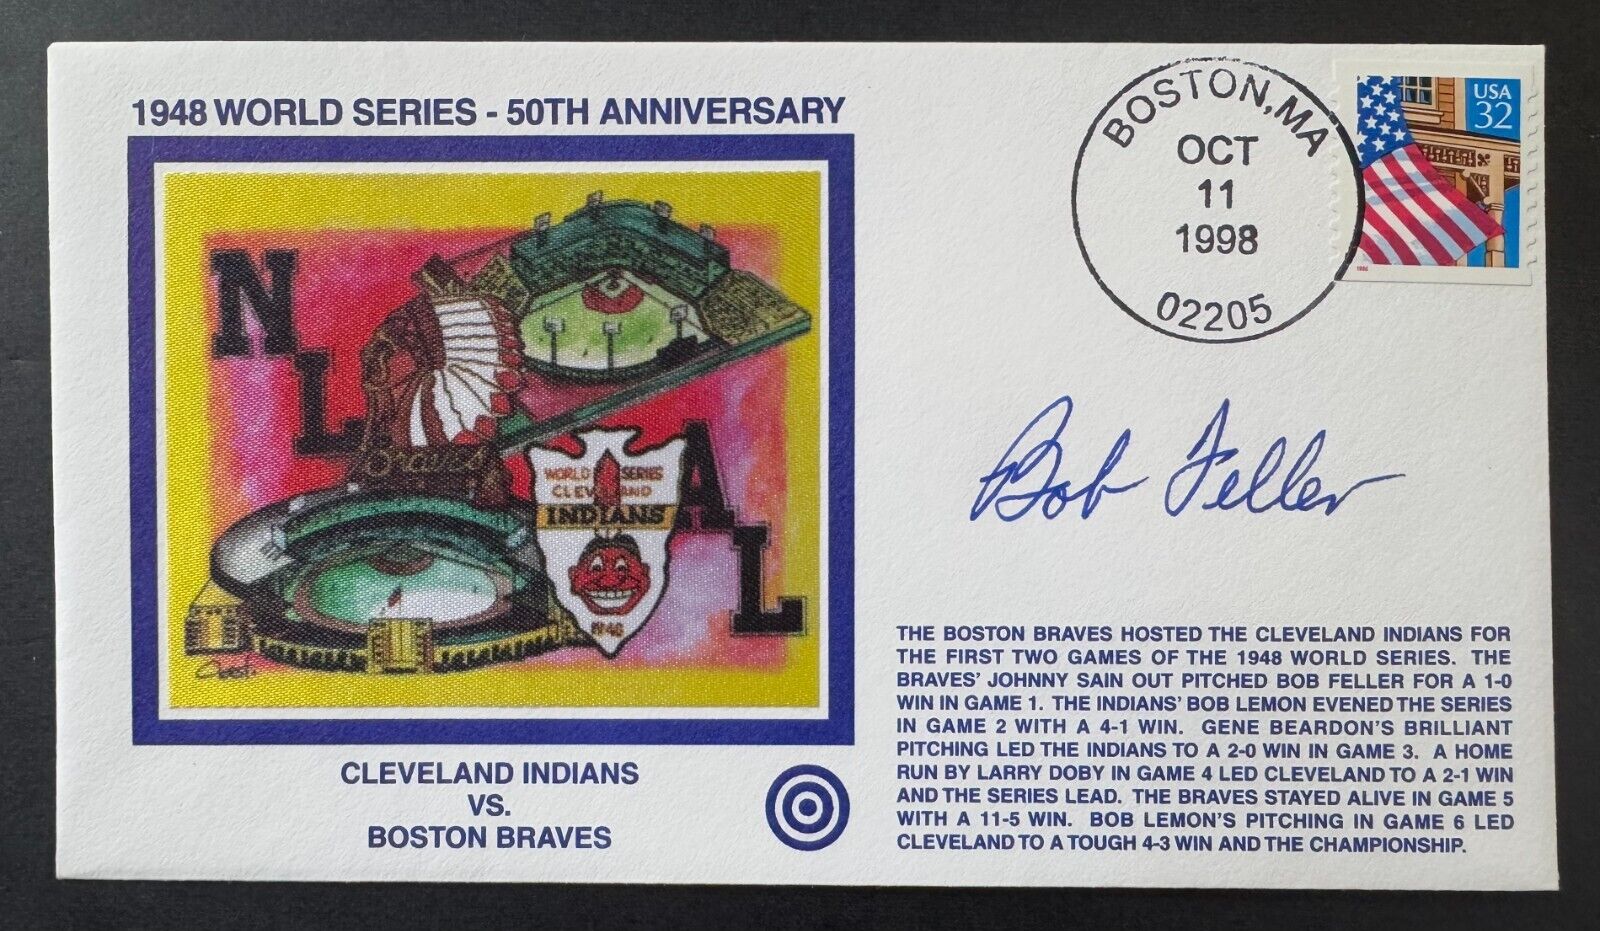 1948 WORLD SERIES - 50TH ANNIVERSARY
NL
Braves
WORLD SERIES
CLEVELAND
INDIANS
1948
AL
CLEVELAND INDIANS
VS.
BOSTON BRAVES
BOSTON, MA
OCT
11
1998
02205
USA
32
1996
Bob Feller
THE BOSTON BRAVES HOSTED THE CLEVELAND INDIANS FOR
THE FIRST TWO GAMES OF THE 1948 WORLD SERIES. THE
BRAVES' JOHNNY SAIN OUT PITCHED BOB FELLER FOR A 1-0
WIN IN GAME 1. THE INDIANS' BOB LEMON EVENED THE SERIES
IN GAME 2 WITH A 4-1 WIN. GENE BEARDON'S BRILLIANT
PITCHING LED THE INDIANS TO A 2-0 WIN IN GAME 3. A HOME
RUN BY LARRY DOBY IN GAME 4 LED CLEVELAND TO A 2-1 WIN
AND THE SERIES LEAD. THE BRAVES STAYED ALIVE IN GAME 5
WITH A 11-5 WIN. BOB LEMON'S PITCHING IN GAME 6 LED
CLEVELAND TO A TOUGH 4-3 WIN AND THE CHAMPIONSHIP.